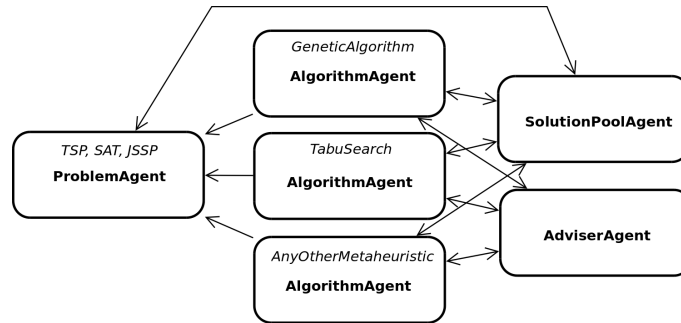 GeneticAlgorithm
AlgorithmAgent
SolutionPoolAgent
TSP, SAT, JSSP
ProblemAgent
TabuSearch
AlgorithmAgent
AdviserAgent
AnyOtherMetaheuristic
AlgorithmAgent